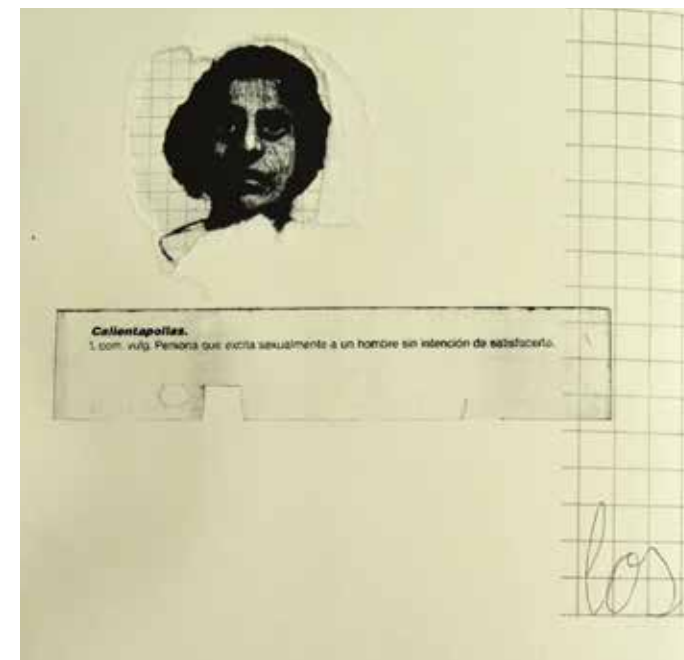 Calientapollas.
1. com. vulg. Persona que excita sexualmente a un hombre sin intención de satisfacerlo.
los